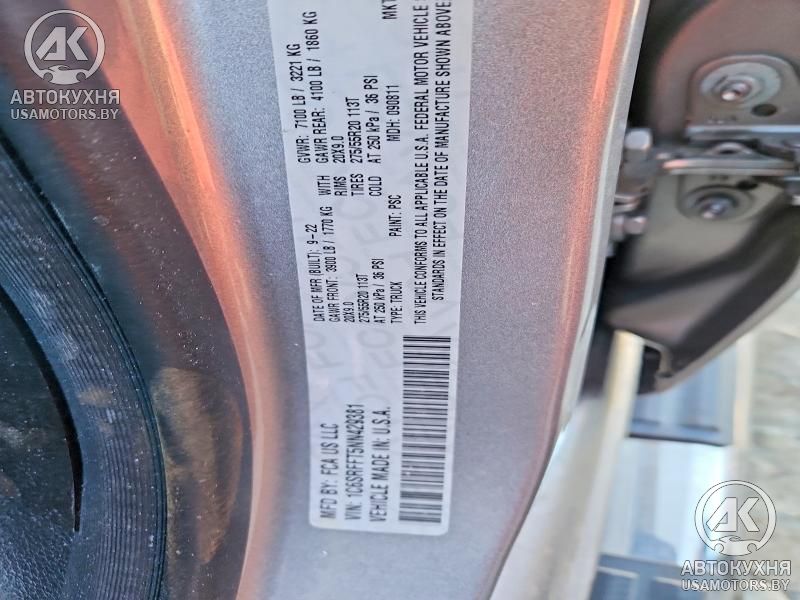 AK
АВТОКУХНЯ
USAMOTORS.BY
MFD BY: FCA US LLC
DATE OF MFR (BUILT): 9-22
GVWR: 7100 LB / 3221 KG
GAWR FRONT: 3900 LB / 1770 KG
WITH
GAWR REAR: 4100 LB / 1860 KG
20X9.0
RIMS
20X9.0
275/55R20 113T
TIRES
275/55R20 113T
AT 250 kPa / 36 PSI
COLD
AT 250 kPa / 36 PSI
VIN: 1C6SRFFT5NN429381
TYPE: TRUCK
PAINT: PSC
MDH: 090811
MKT
VEHICLE MADE IN: U.S.A.
THIS VEHICLE CONFORMS TO ALL APPLICABLE U.S.A. FEDERAL MOTOR VEHICLE
STANDARDS IN EFFECT ON THE DATE OF MANUFACTURE SHOWN ABOVE
AK
АВТОКУХНЯ
USAMOTORS.BY